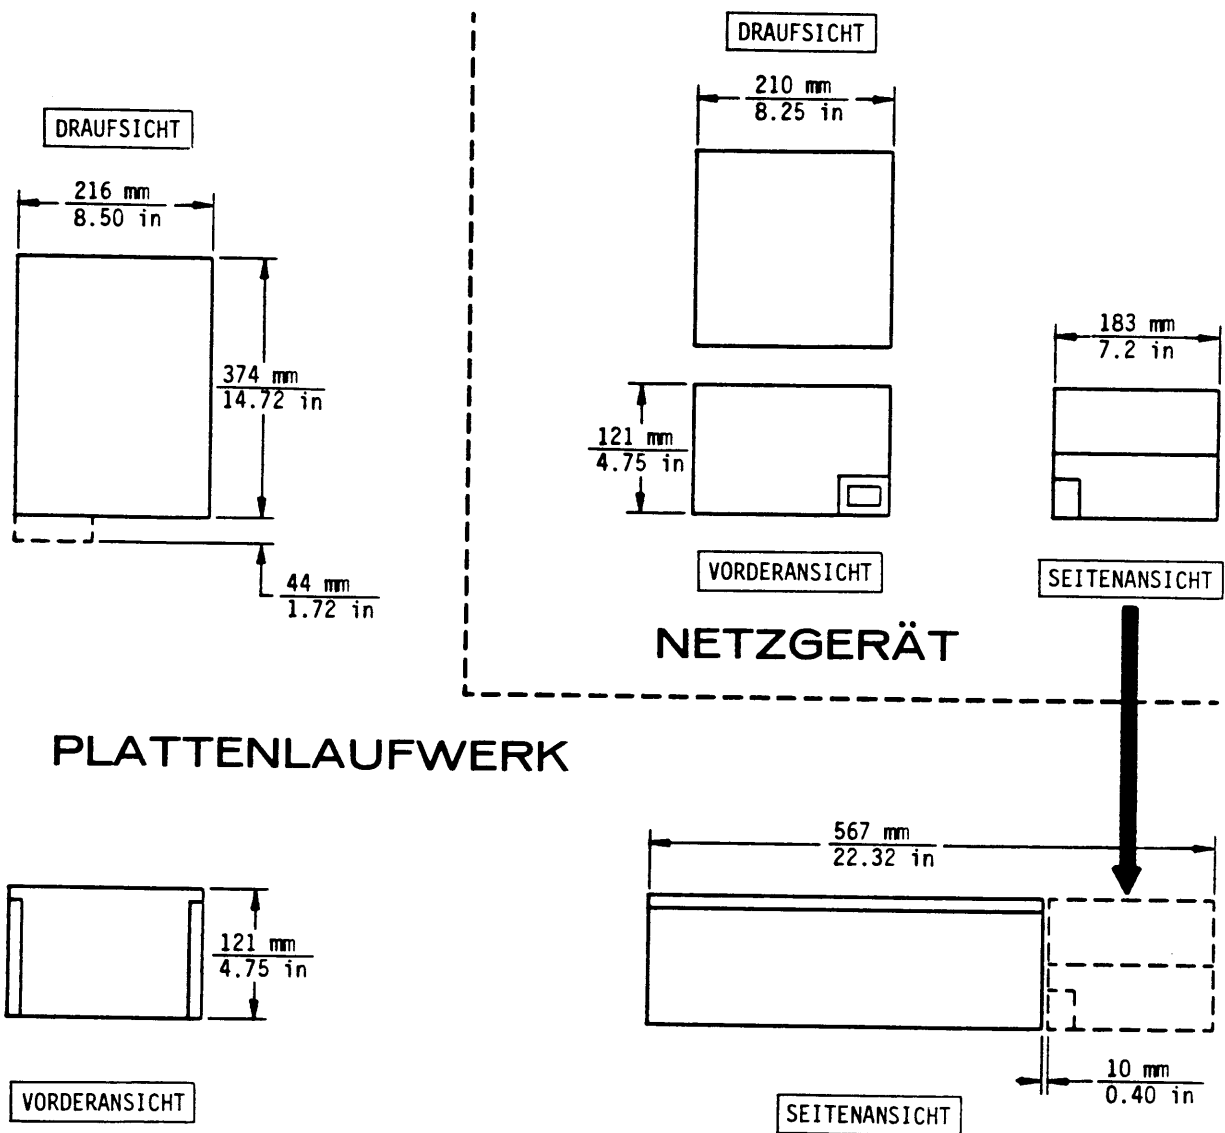 DRAUFSICHT
210 mm
8.25 in
DRAUFSICHT
216 mm
8.50 in
374 mm
14.72 in
183 mm
7.2 in
121 mm
4.75 in
44 mm
1.72 in
VORDERANSICHT
SEITENANSICHT
NETZGERÄT
PLATTENLAUFWERK
567 mm
22.32 in
121 mm
4.75 in
10 mm
0.40 in
VORDERANSICHT
SEITENANSICHT